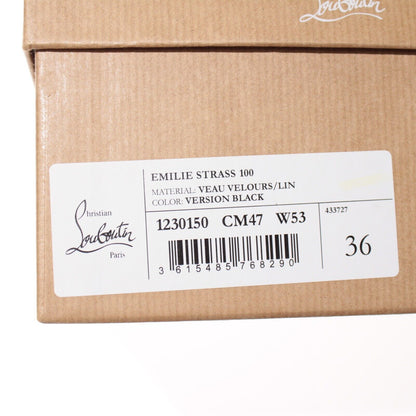 Louboutin
Christian
Louboutin
Paris
EMILIE STRASS 100
MATERIAL: VEAU VELOURS/LIN
COLOR: VERSION BLACK
1230150 CM47 W53
3 615485 768290
433727
36